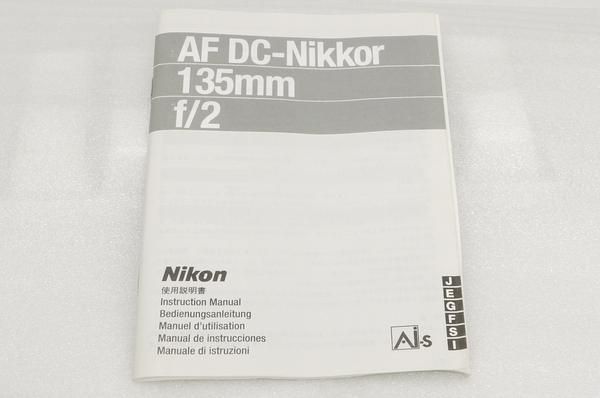 AF DC-Nikkor
135mm
f/2
Nikon
使用説明書
Instruction Manual
Bedienungsanleitung
Manuel d'utilisation
Manual de instrucciones
Manuale di istruzioni
Ai-s
J
E
G
F
S
I